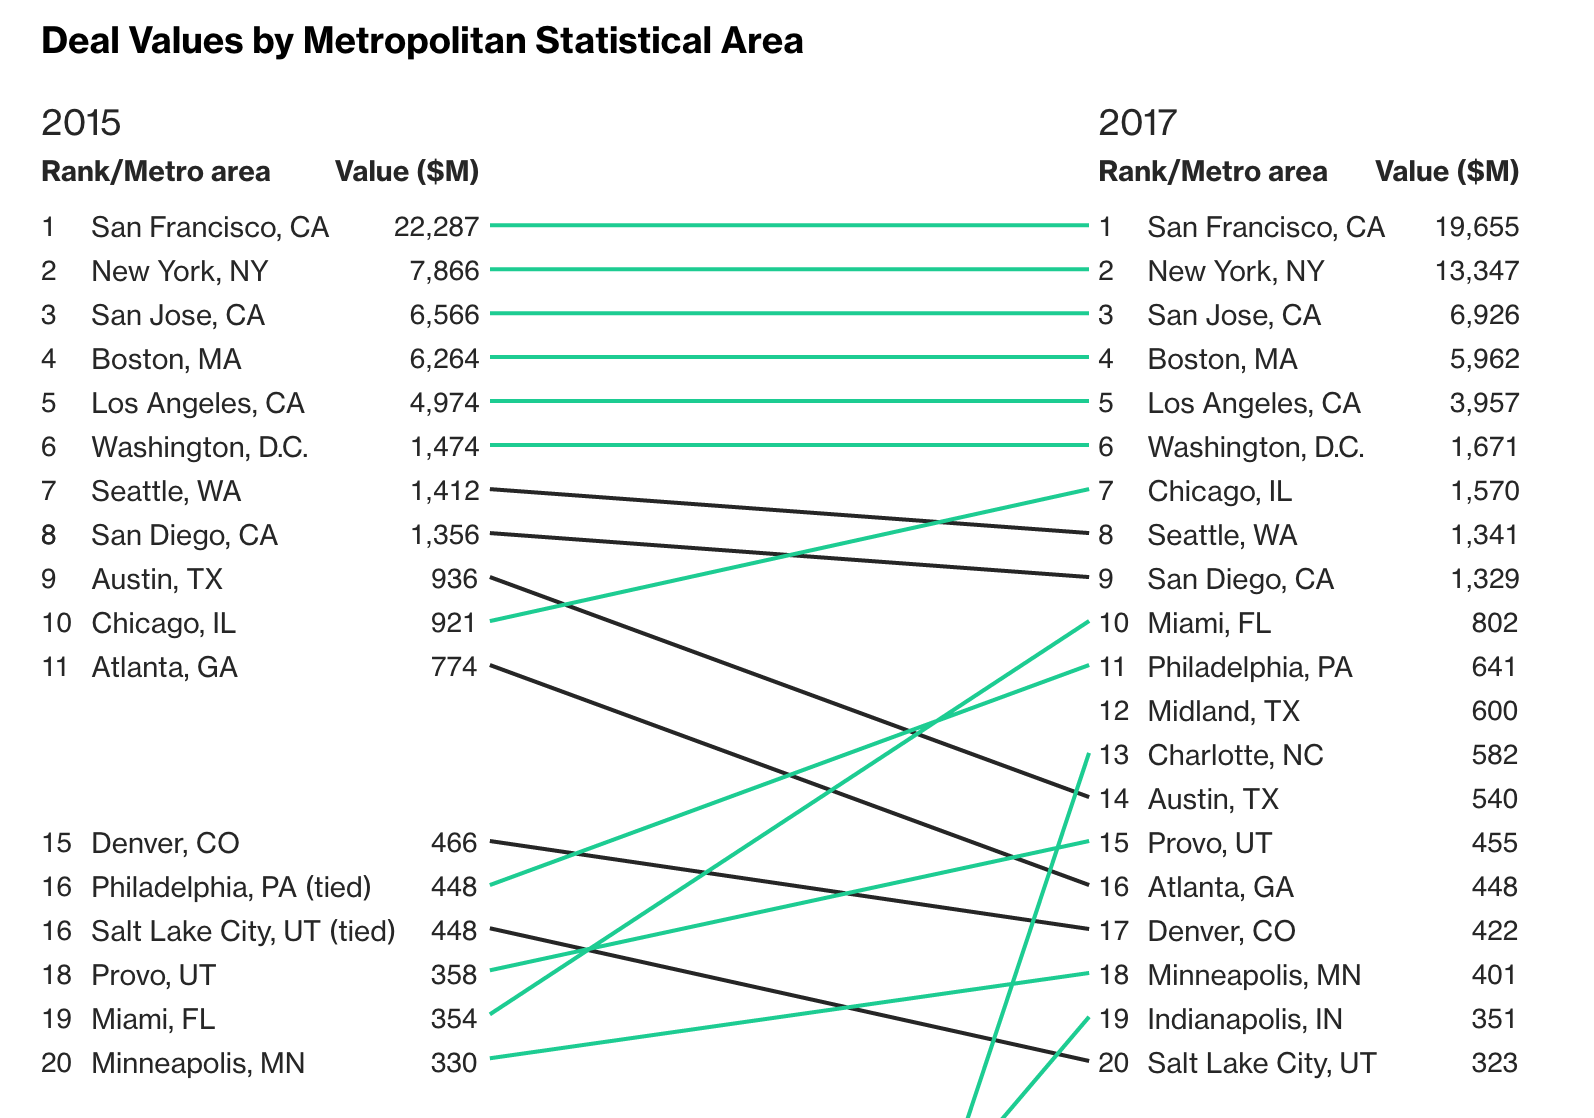 Deal Values by Metropolitan Statistical Area
2015
Rank/Metro area Value ($M)
1 San Francisco, CA 22,287
2 New York, NY 7,866
3 San Jose, CA 6,566
4 Boston, MA 6,264
5 Los Angeles, CA 4,974
6 Washington, D.C. 1,474
7 Seattle, WA 1,412
8 San Diego, CA 1,356
9 Austin, TX 936
10 Chicago, IL 921
11 Atlanta, GA 774
15 Denver, CO 466
16 Philadelphia, PA (tied) 448
16 Salt Lake City, UT (tied) 448
18 Provo, UT 358
19 Miami, FL 354
20 Minneapolis, MN 330
2017
Rank/Metro area Value ($M)
1 San Francisco, CA 19,655
2 New York, NY 13,347
3 San Jose, CA 6,926
4 Boston, MA 5,962
5 Los Angeles, CA 3,957
6 Washington, D.C. 1,671
7 Chicago, IL 1,570
8 Seattle, WA 1,341
9 San Diego, CA 1,329
10 Miami, FL 802
11 Philadelphia, PA 641
12 Midland, TX 600
13 Charlotte, NC 582
14 Austin, TX 540
15 Provo, UT 455
16 Atlanta, GA 448
17 Denver, CO 422
18 Minneapolis, MN 401
19 Indianapolis, IN 351
20 Salt Lake City, UT 323